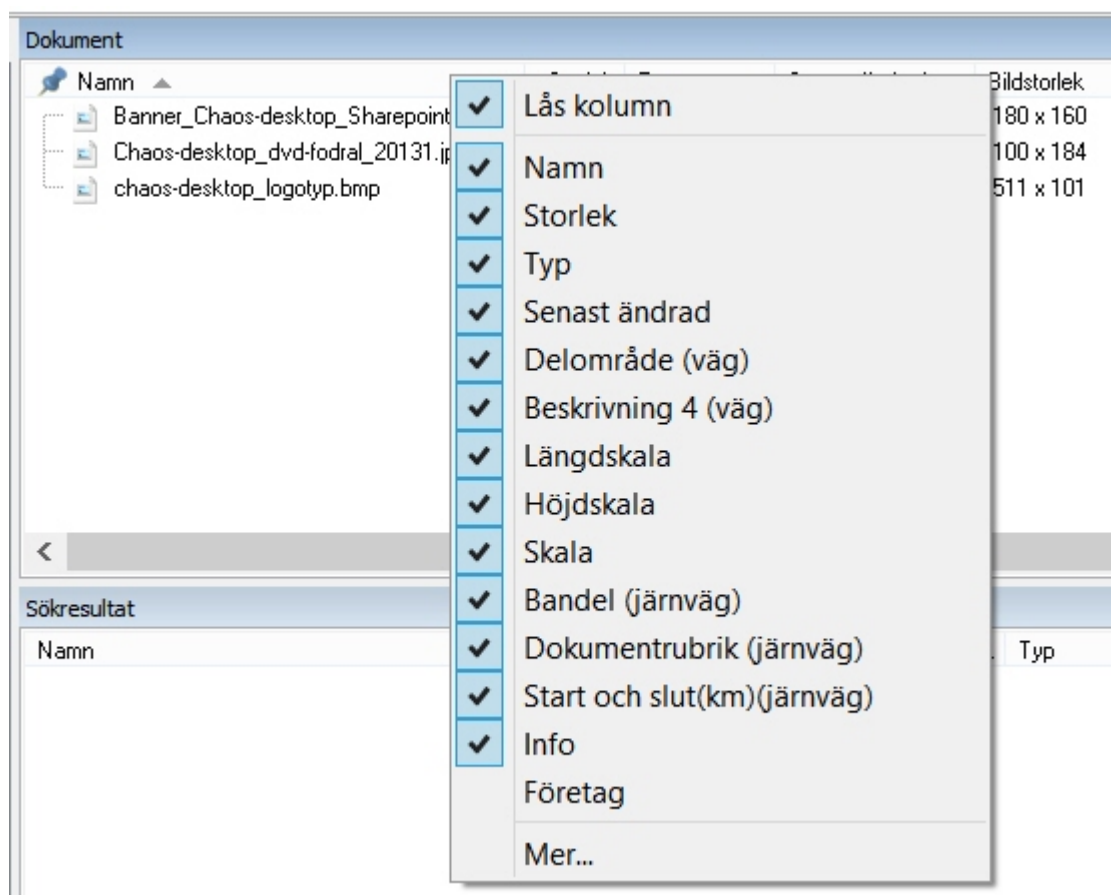 Dokument
Namn
Bildstorlek
Banner_Chaos-desktop_Sharepoint
180 x 160
Chaos-desktop_dvd-fodral_20131.jp
100 x 184
chaos-desktop_logotyp.bmp
511 x 101
Lås kolumn
Namn
Storlek
Typ
Senast ändrad
Delområde (väg)
Beskrivning 4 (väg)
Längdskala
Höjdskala
Skala
Bandel (järnväg)
Dokumentrubrik (järnväg)
Start och slut(km)(järnväg)
Info
Företag
Mer...
Sökresultat
Namn
Typ